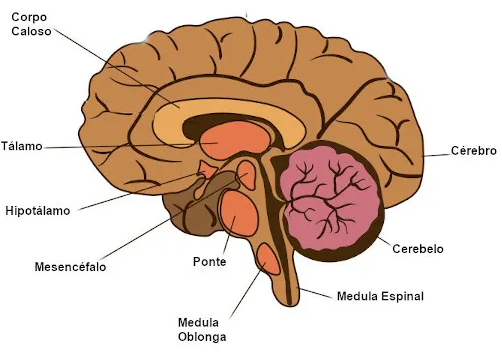 Corpo
Caloso
Tálamo
Cérebro
Hipotálamo
Cerebelo
Mesencéfalo
Ponte
Medula Espinal
Medula
Oblonga